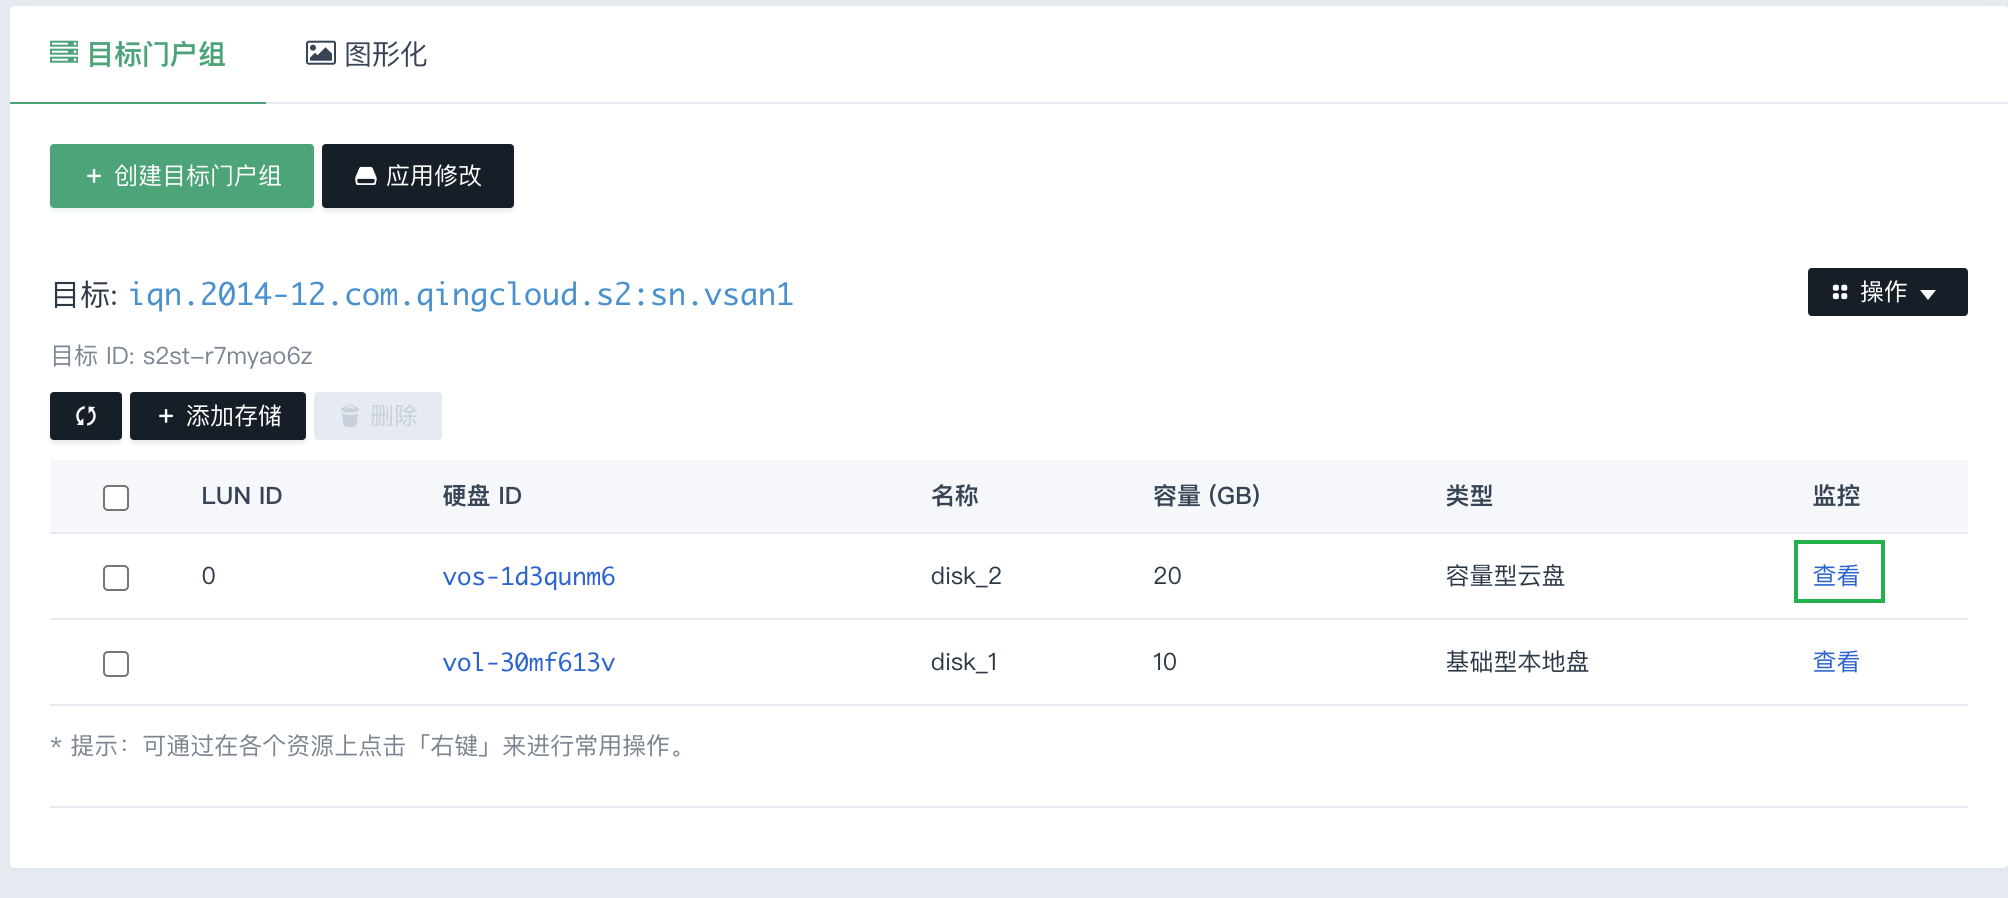 目标门户组 图形化
+ 创建目标门户组 应用修改
目标: iqn.2014-12.com.qingcloud.s2:sn.vsan1 操作
目标 ID: s2st-r7myao6z
+ 添加存储 删除
LUN ID 硬盘 ID 名称 容量 (GB) 类型 监控
0 vos-1d3qunm6 disk_2 20 容量型云盘 查看
vol-30mf613v disk_1 10 基础型本地盘 查看
* 提示：可通过在各个资源上点击「右键」来进行常用操作。